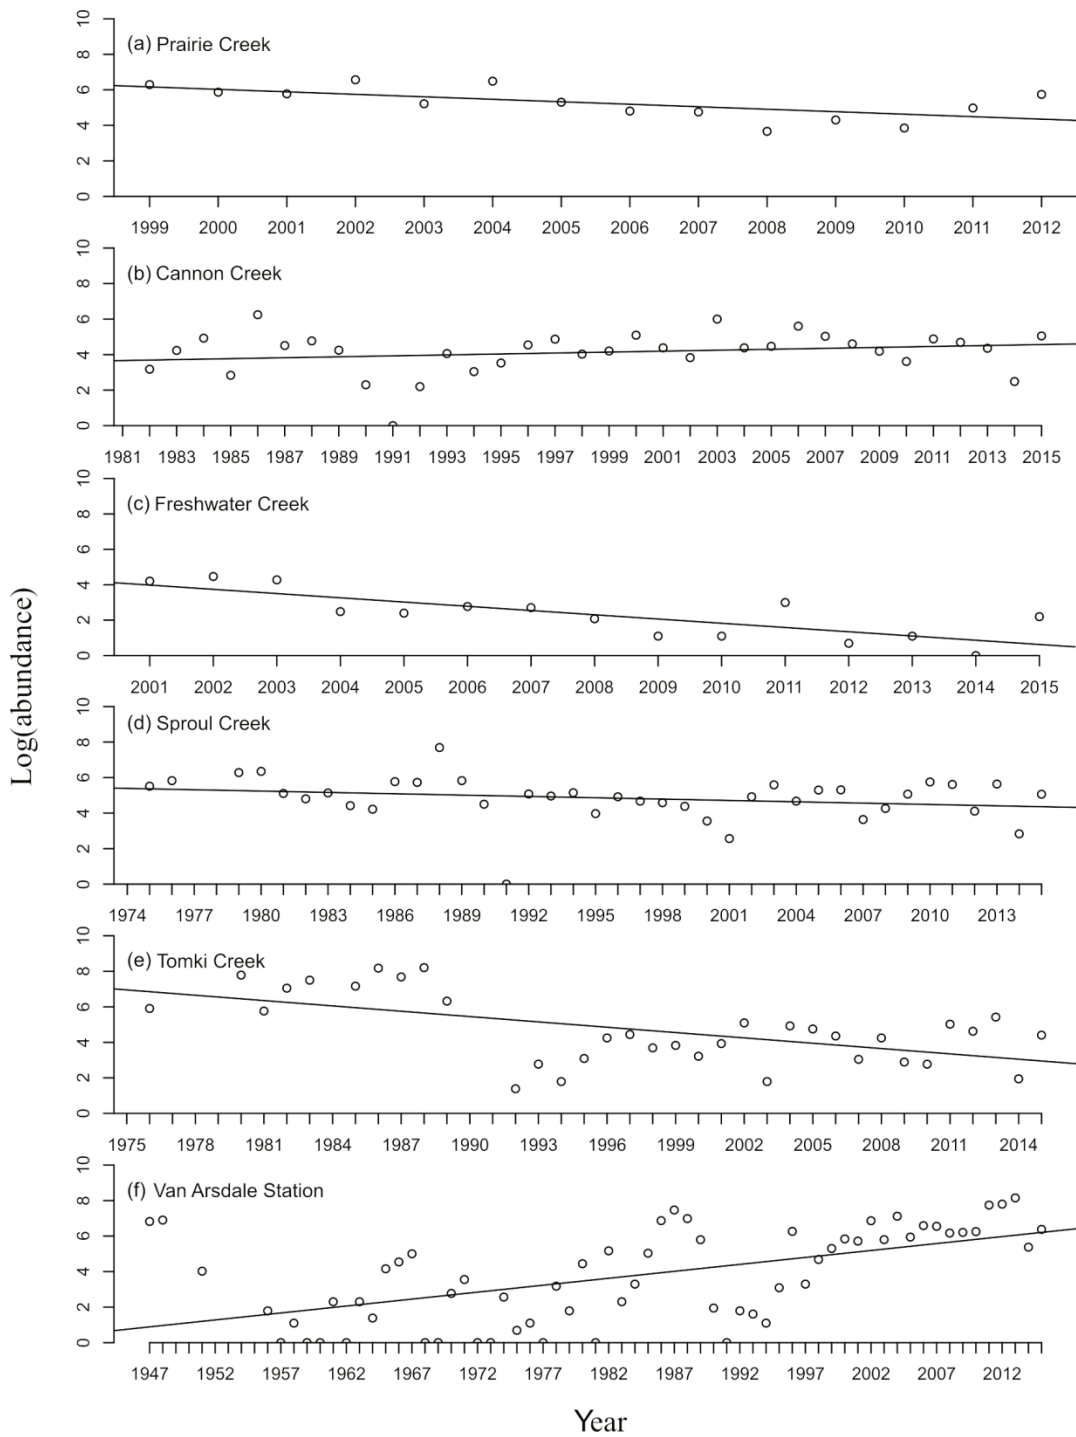 0 2 4 6 8 10
(a) Prairie Creek
1999 2000 2001 2002 2003 2004 2005 2006 2007 2008 2009 2010 2011 2012
0 2 4 6 8 10
(b) Cannon Creek
1981 1983 1985 1987 1989 1991 1993 1995 1997 1999 2001 2003 2005 2007 2009 2011 2013 2015
0 2 4 6 8 10
(c) Freshwater Creek
2001 2002 2003 2004 2005 2006 2007 2008 2009 2010 2011 2012 2013 2014 2015
Log(abundance)
0 2 4 6 8 10
(d) Sproul Creek
1974 1977 1980 1983 1986 1989 1992 1995 1998 2001 2004 2007 2010 2013
0 2 4 6 8 10
(e) Tomki Creek
1975 1978 1981 1984 1987 1990 1993 1996 1999 2002 2005 2008 2011 2014
0 2 4 6 8 10
(f) Van Arsdale Station
1947 1952 1957 1962 1967 1972 1977 1982 1987 1992 1997 2002 2007 2012
Year